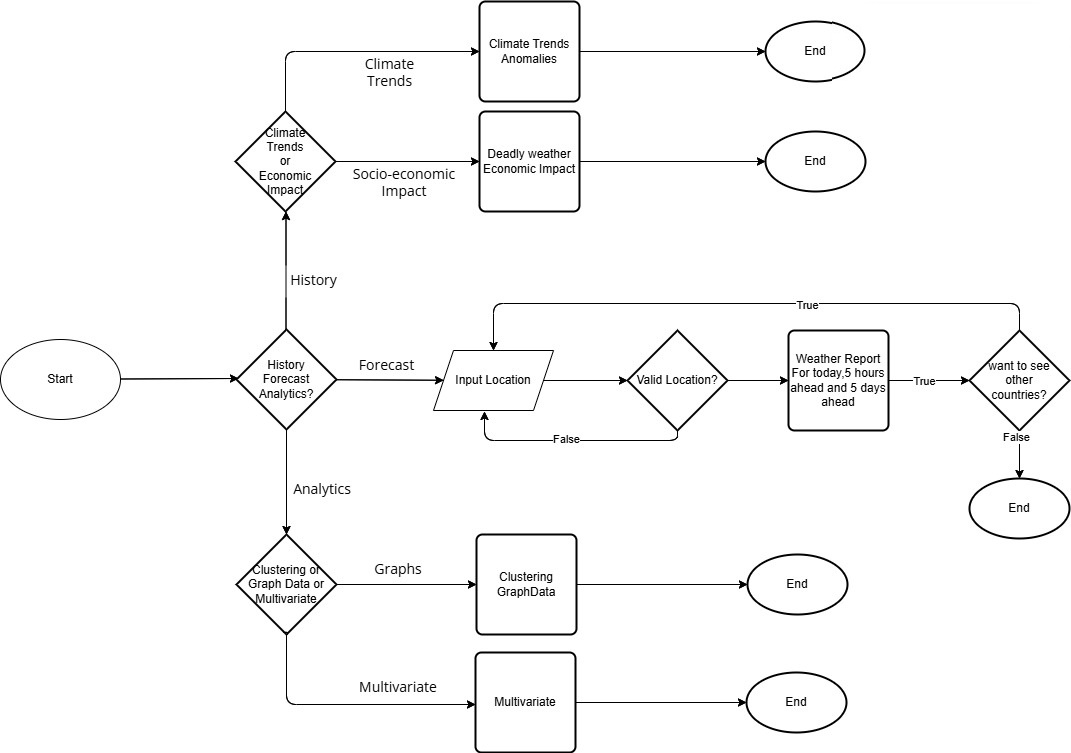 Climate Trends
Anomalies
End
Climate
Trends
Climate
Trends
or
Economic
Impact
Deadly weather
Economic Impact
End
Socio-economic
Impact
History
True
Start
History
Forecast
Analytics?
Forecast
Input Location
Valid Location?
Weather Report
For today,5 hours
ahead and 5 days
ahead
True
want to see
other
countries?
False
False
End
Analytics
Clustering or
Graph Data or
Multivariate
Graphs
Clustering
GraphData
End
Multivariate
Multivariate
End